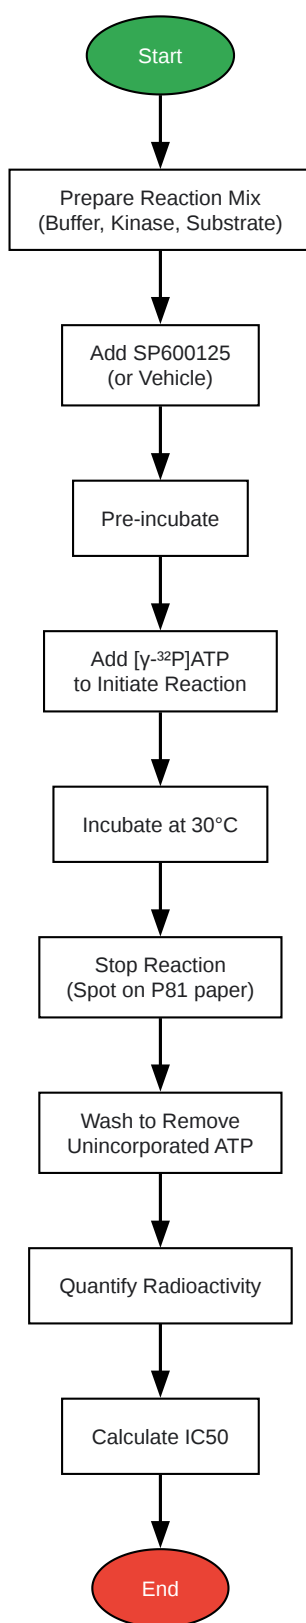 Start
Prepare Reaction Mix
(Buffer, Kinase, Substrate)
Add SP600125
(or Vehicle)
Pre-incubate
Add [γ-³²P]ATP
to Initiate Reaction
Incubate at 30°C
Stop Reaction
(Spot on P81 paper)
Wash to Remove
Unincorporated ATP
Quantify Radioactivity
Calculate IC50
End